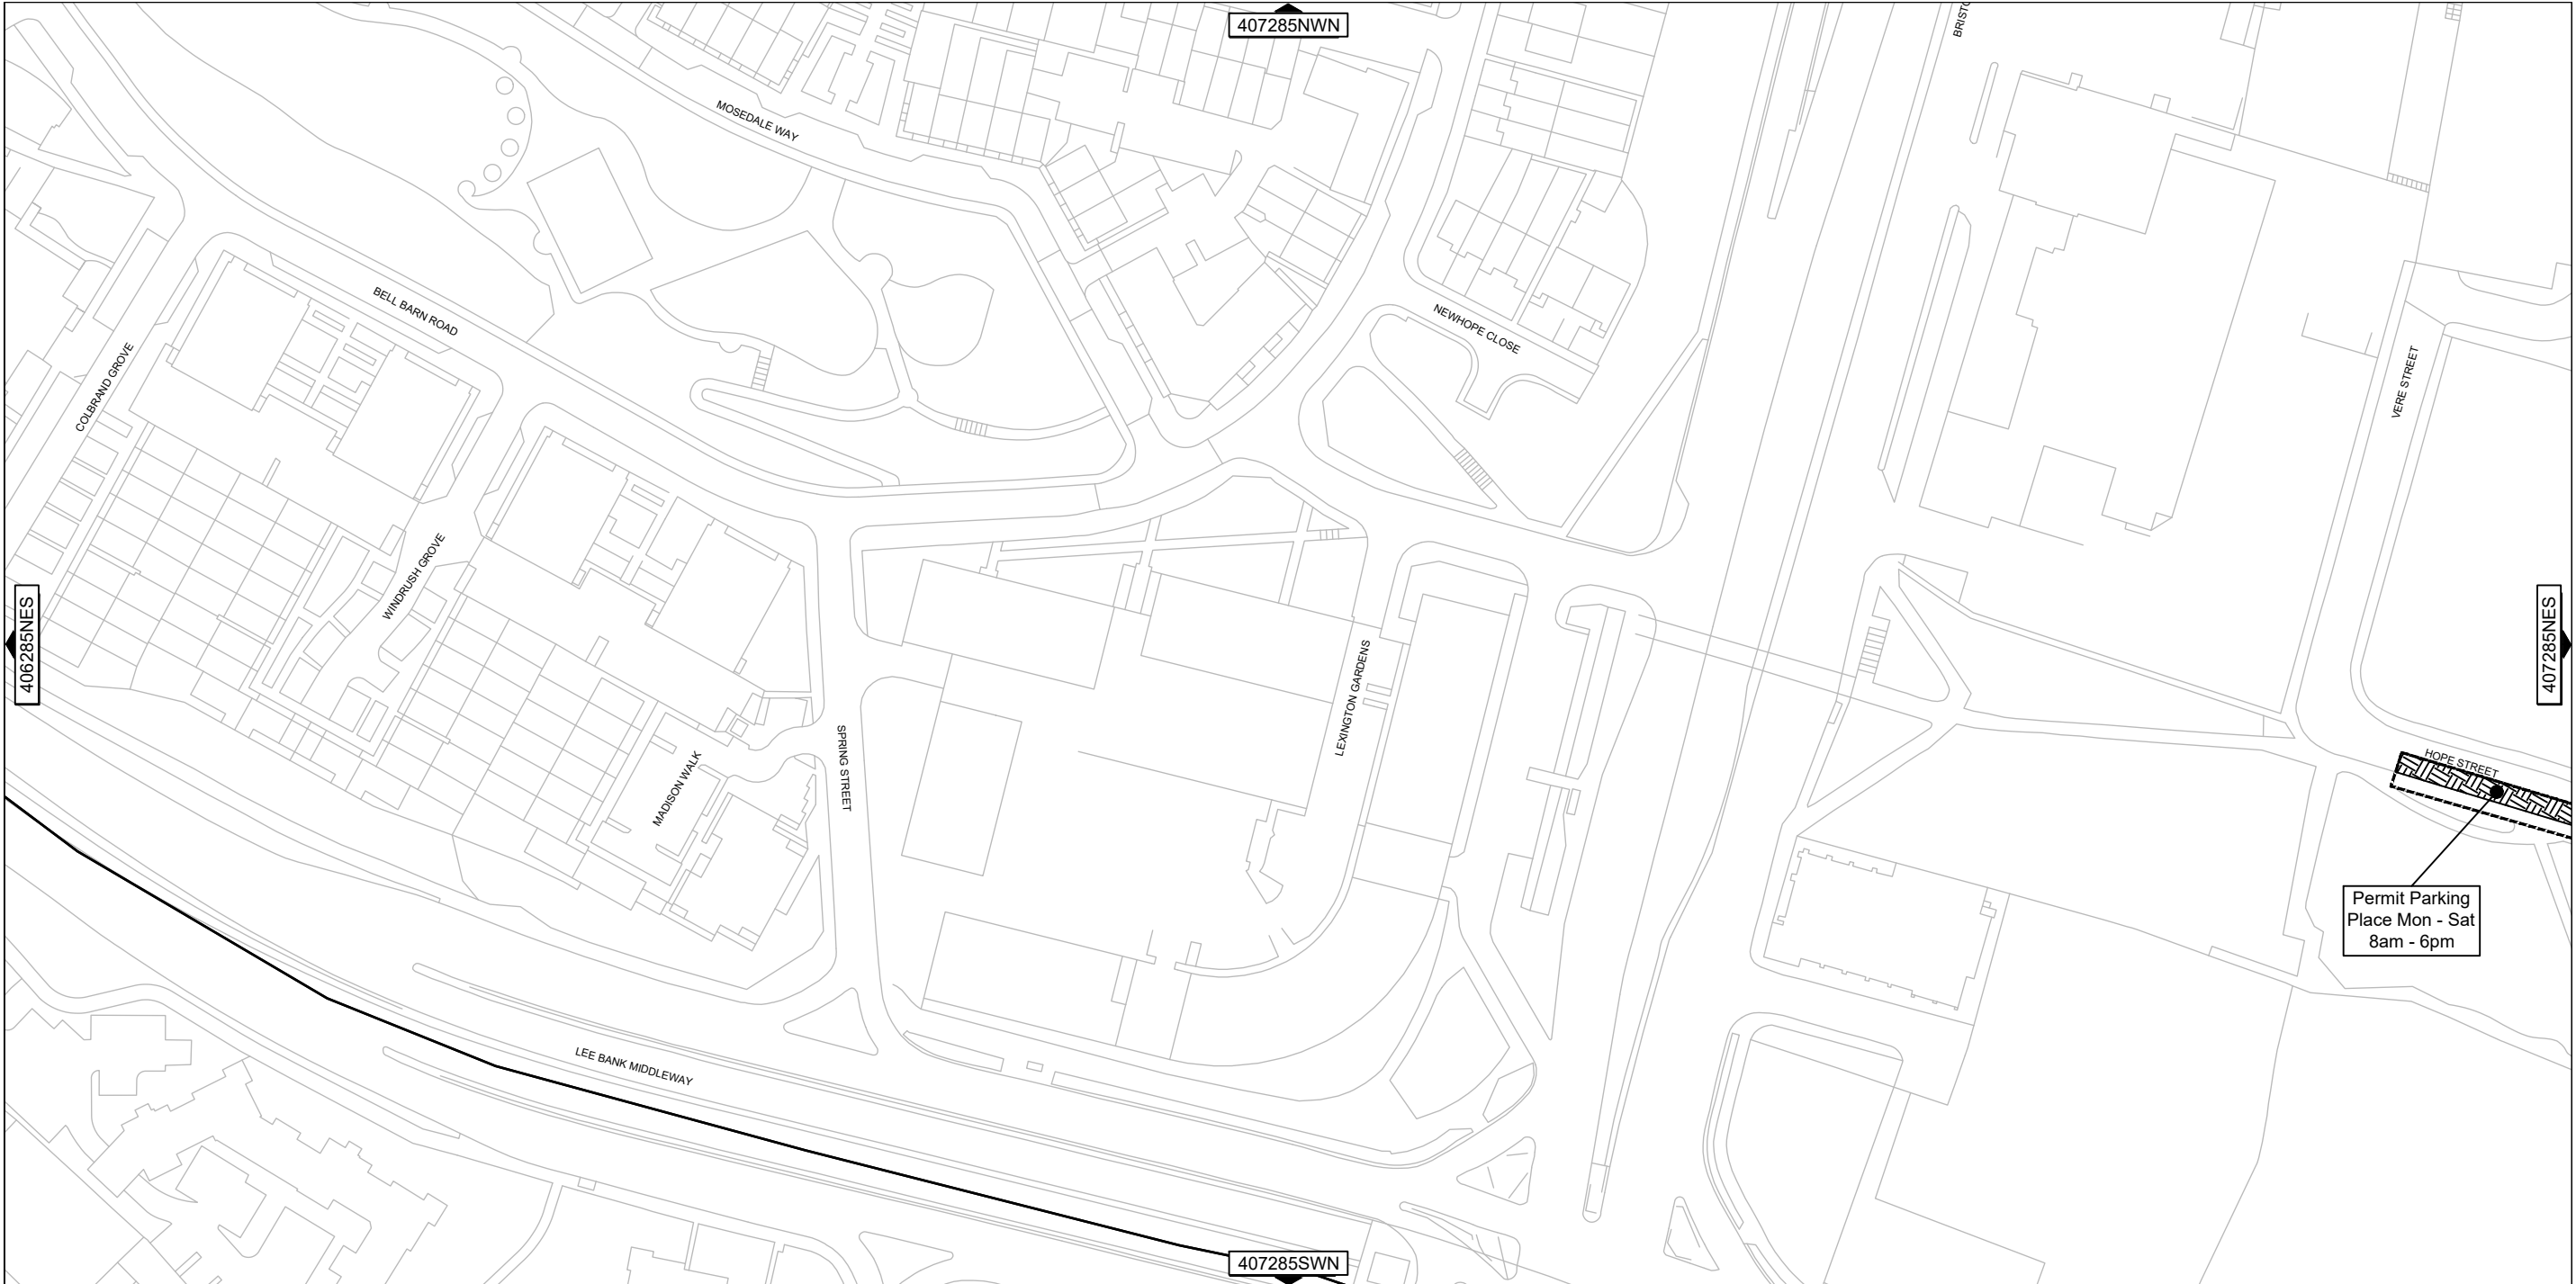 407285NWN
BRISTO
MOSEDALE WAY
BELL BARN ROAD
NEWHOPE CLOSE
COLBRAND GROVE
VERE STREET
WINDRUSH GROVE
406285NES
407285NES
LEXINGTON GARDENS
SPRING STREET
MADISON WALK
HOPE STREET
Permit Parking
Place Mon - Sat
8am - 6pm
LEE BANK MIDDLEWAY
407285SWN